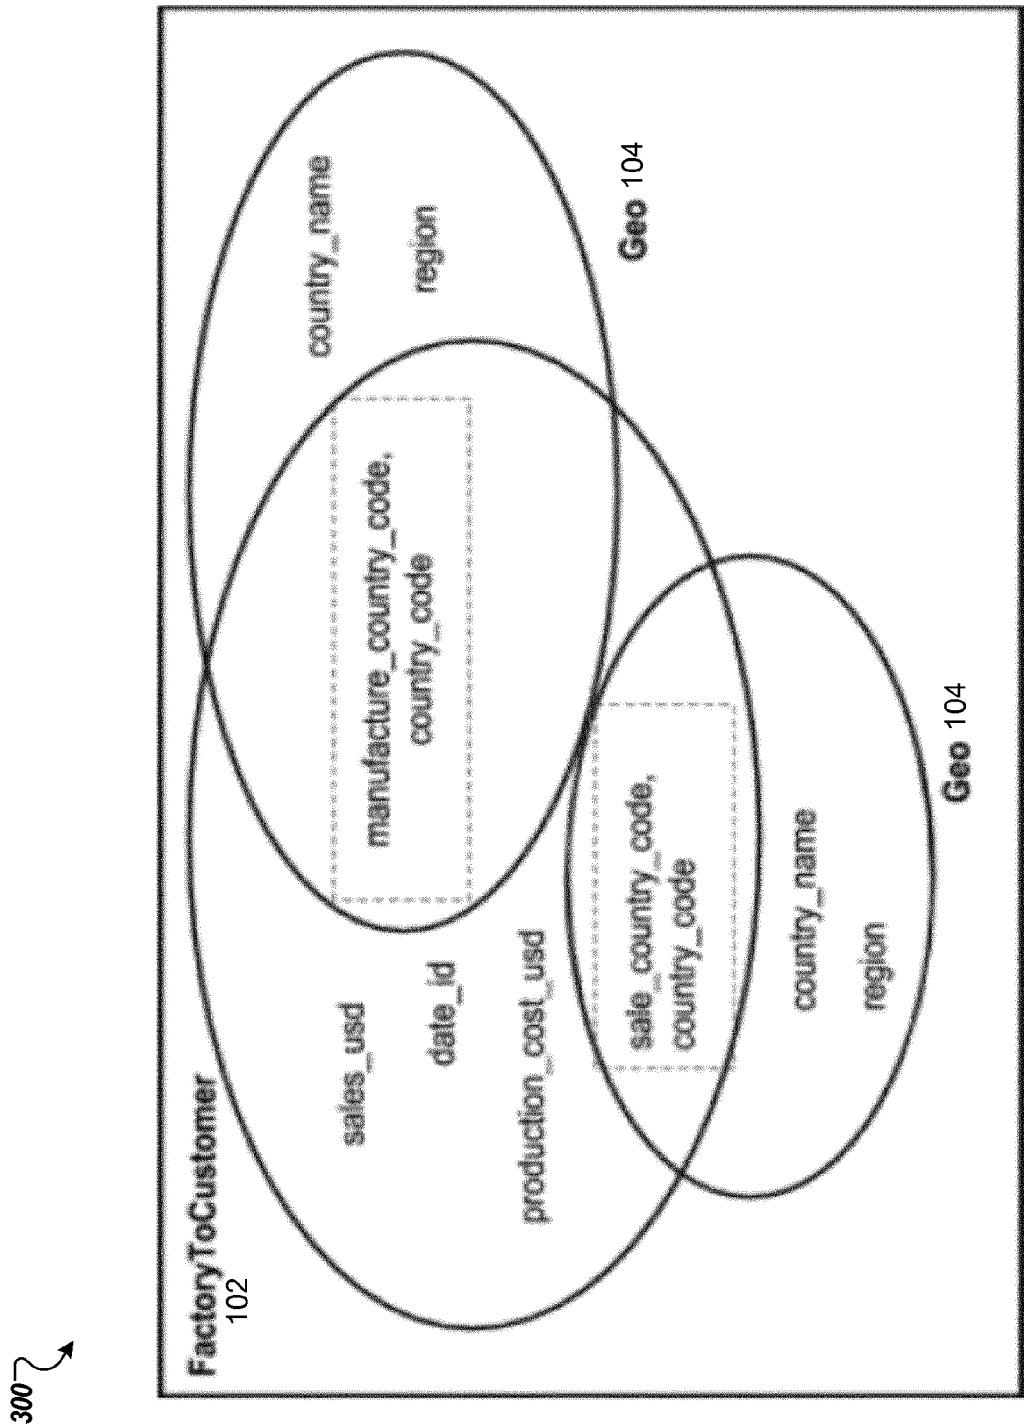 300
FactoryToCustomer
102
sales_usd
date_id
production_cost_usd
manufacture_country_code,
country_code
country_name
region
Geo 104
sale_country_code,
country_code
country_name
region
Geo 104